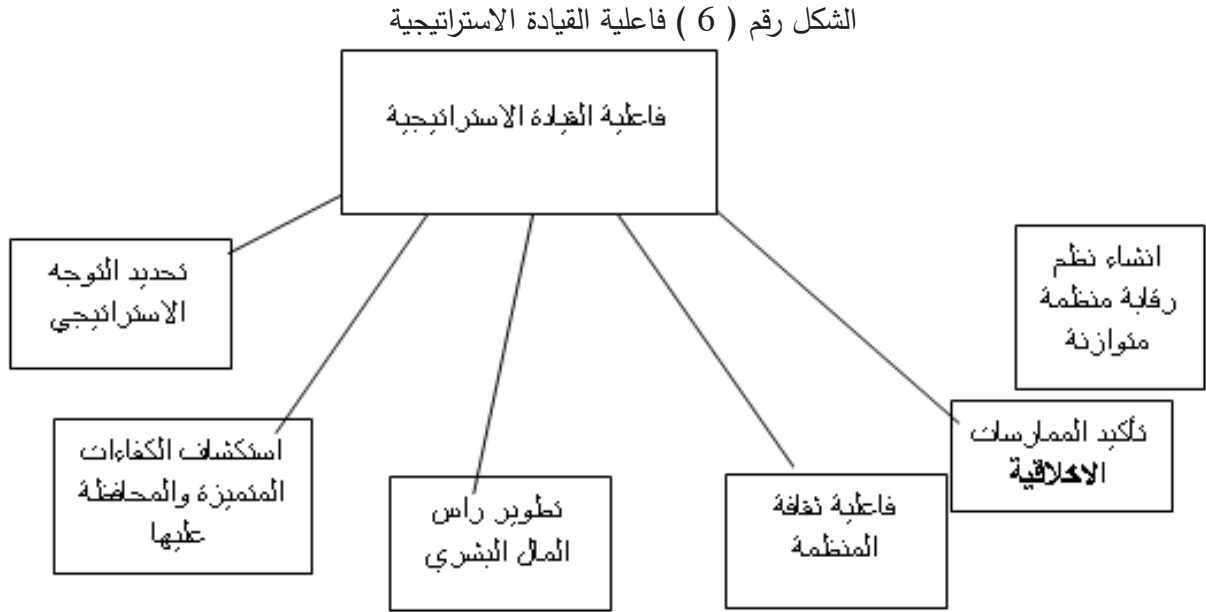 الشكل رقم ( 6 ) فاعلية القيادة الاستراتيجية
فاعلية القيادة الاستراتيجية
انشاء نظم
رقابة منظمة
متوازنة
تأكيد الممارسات
الاخلاقية
فاعلية ثقافة
المنظمة
تطوير راس
المال البشري
استكشاف الكفاءات
المتميزة والمحافظة
عليها
تحديد التوجه
الاستراتيجي